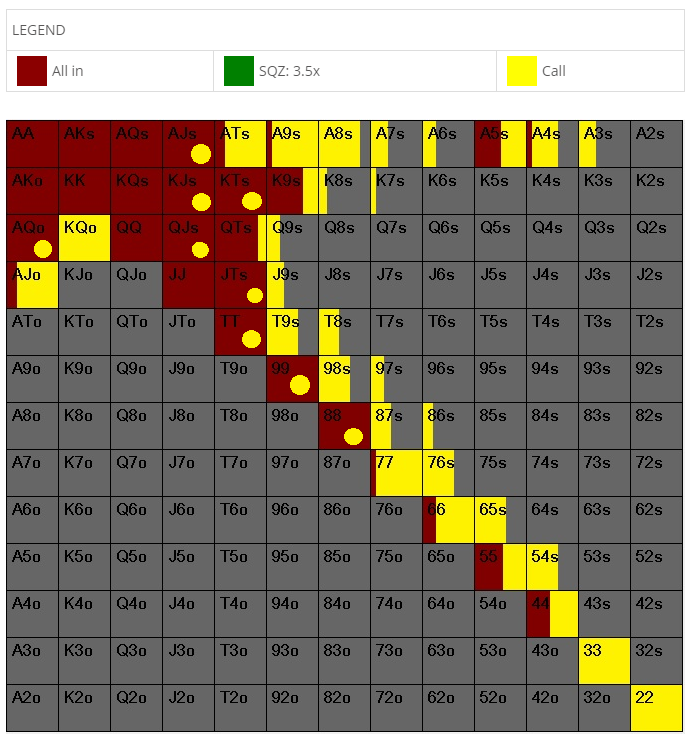 LEGEND
All in SQZ: 3.5x Call
AA AKs AQs AJs ATs A9s A8s A7s A6s A5s A4s A3s A2s
AKo KK KQs KJs KTs K9s K8s K7s K6s K5s K4s K3s K2s
AQo KQo QQ QJs QTs Q9s Q8s Q7s Q6s Q5s Q4s Q3s Q2s
AJo KJo QJo JJ JTs J9s J8s J7s J6s J5s J4s J3s J2s
ATo KTo QTo JTo TT T9s T8s T7s T6s T5s T4s T3s T2s
A9o K9o Q9o J9o T9o 99 98s 97s 96s 95s 94s 93s 92s
A8o K8o Q8o J8o T8o 98o 88 87s 86s 85s 84s 83s 82s
A7o K7o Q7o J7o T7o 97o 87o 77 76s 75s 74s 73s 72s
A6o K6o Q6o J6o T6o 96o 86o 76o 66 65s 64s 63s 62s
A5o K5o Q5o J5o T5o 95o 85o 75o 65o 55 54s 53s 52s
A4o K4o Q4o J4o T4o 94o 84o 74o 64o 54o 44 43s 42s
A3o K3o Q3o J3o T3o 93o 83o 73o 63o 53o 43o 33 32s
A2o K2o Q2o J2o T2o 92o 82o 72o 62o 52o 42o 32o 22